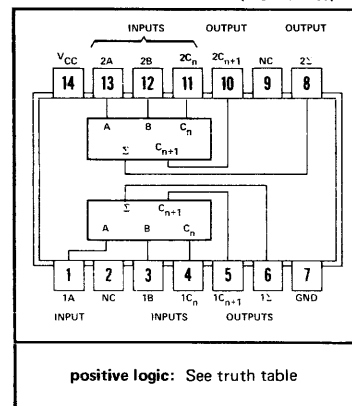 INPUTS OUTPUT OUTPUT
VCC 2A 2B 2Cn 2Cn+1 NC 2Σ
14 13 12 11 10 9 8
A B Cn
Σ Cn+1
Σ Cn+1
A B Cn
1 2 3 4 5 6 7
1A NC 1B 1Cn 1Cn+1 1Σ GND
INPUT INPUTS OUTPUTS
positive logic: See truth table